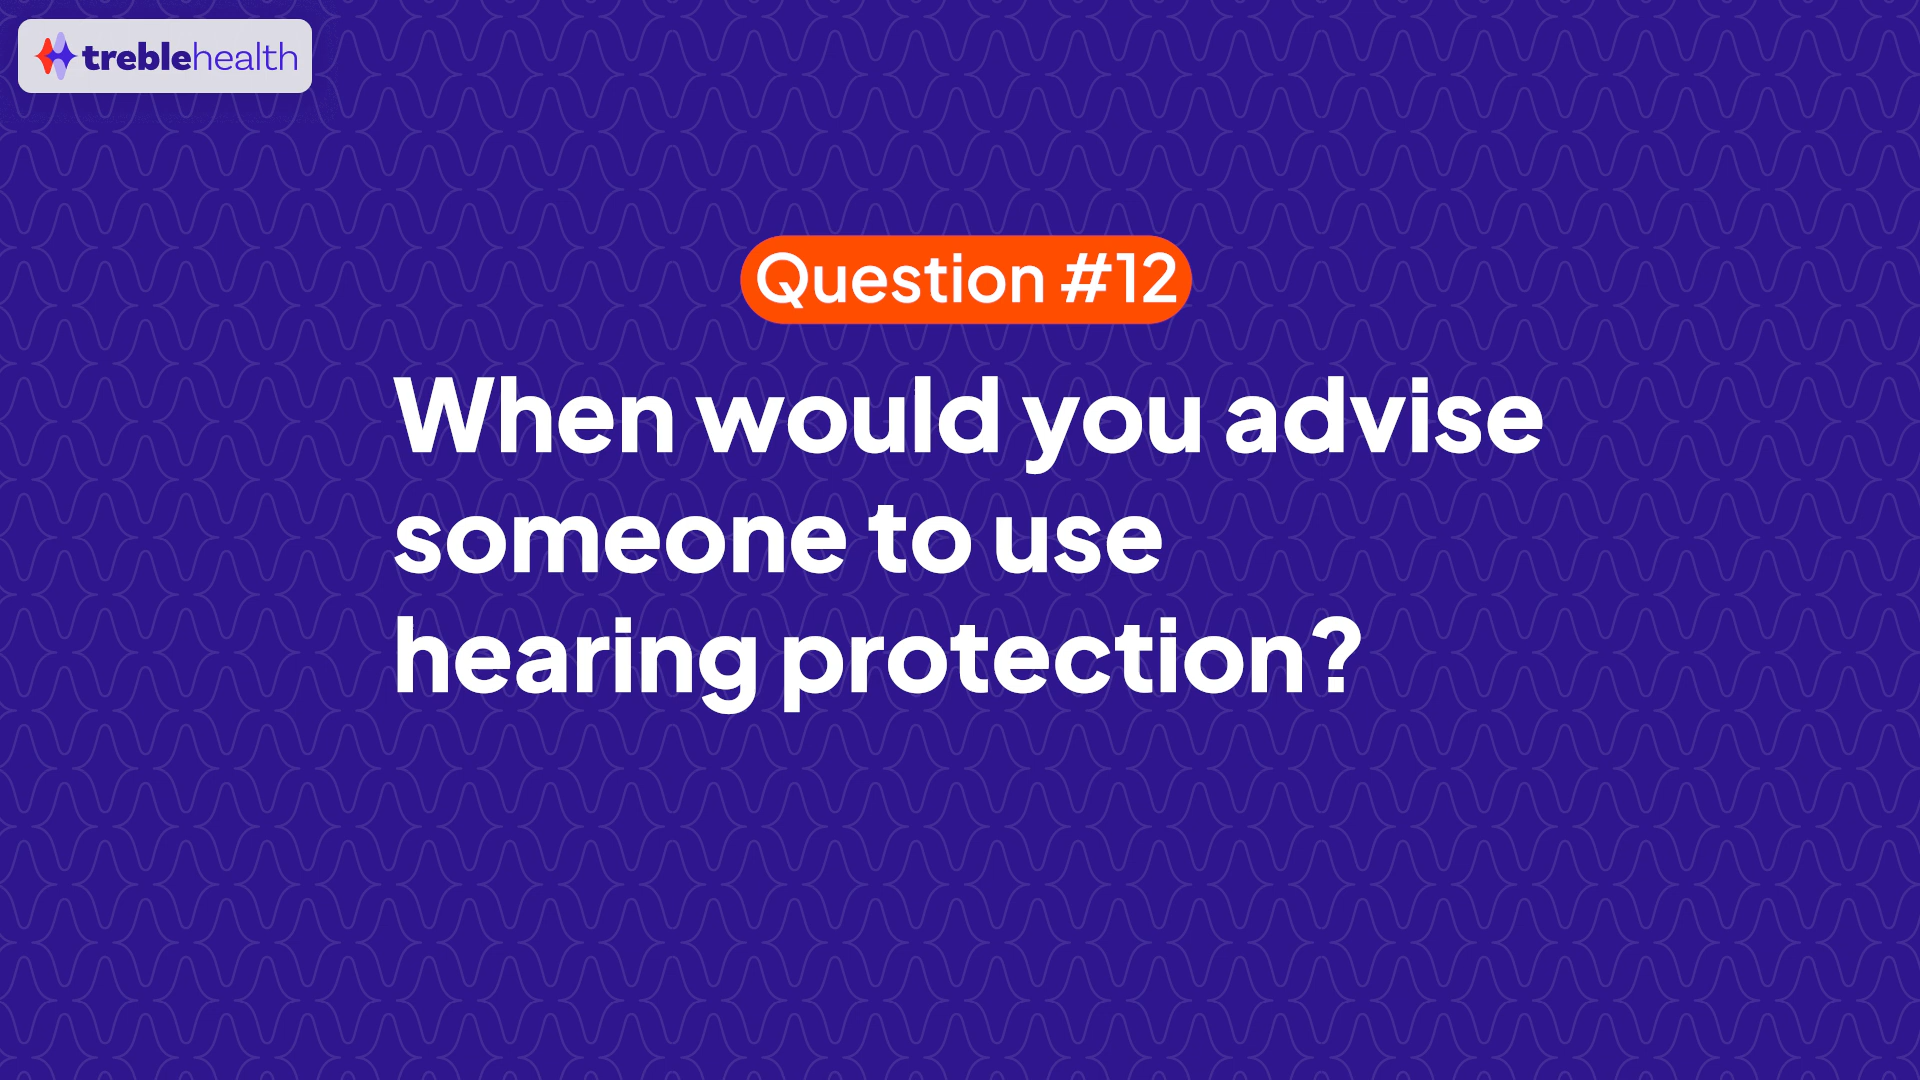 treblehealth
Question #12
When would you advise
someone to use
hearing protection?